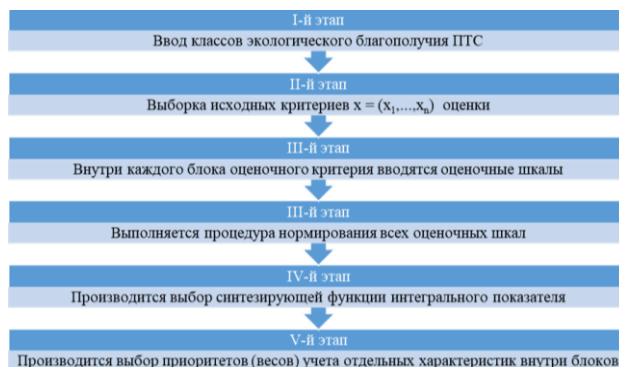 I-й этап
Ввод классов экологического благополучия ПТС
II-й этап
Выборка исходных критериев x = (x₁,...,xₙ) оценки
III-й этап
Внутри каждого блока оценочного критерия вводятся оценочные шкалы
III-й этап
Выполняется процедура нормирования всех оценочных шкал
IV-й этап
Производится выбор синтезирующей функции интегрального показателя
V-й этап
Производится выбор приоритетов (весов) учета отдельных характеристик внутри блоков